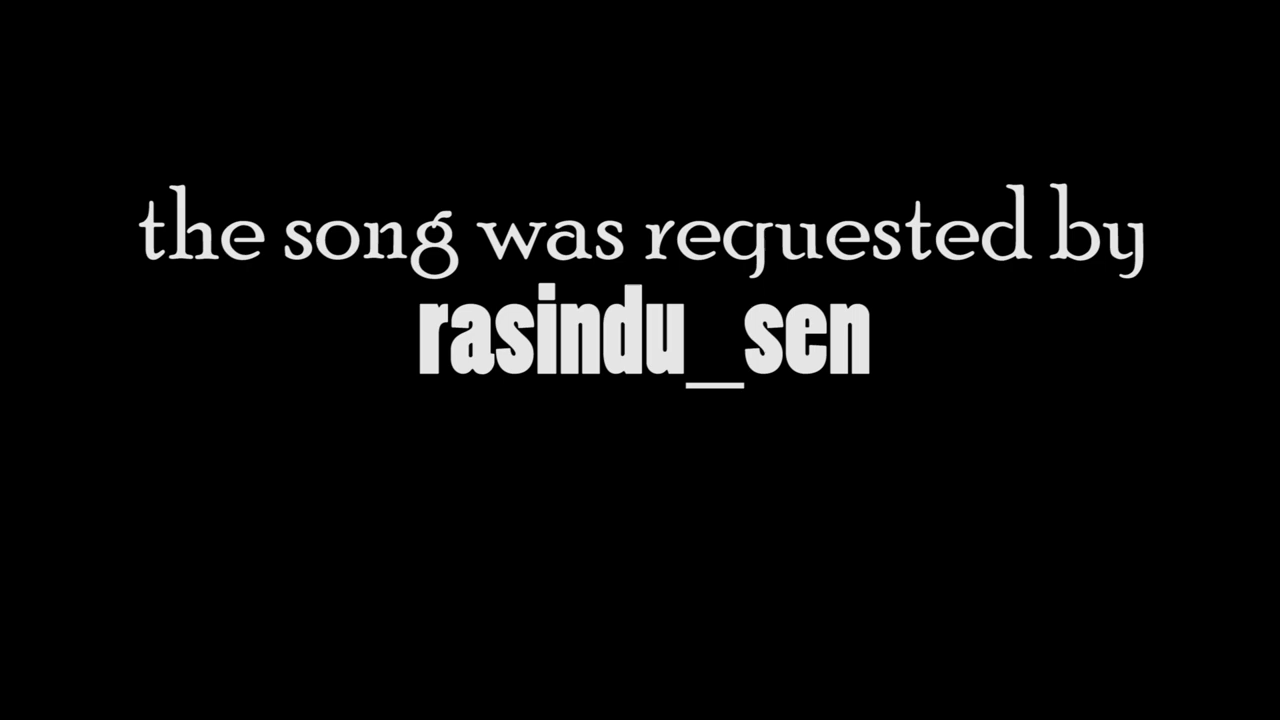 the song was requested by
rasindu_sen